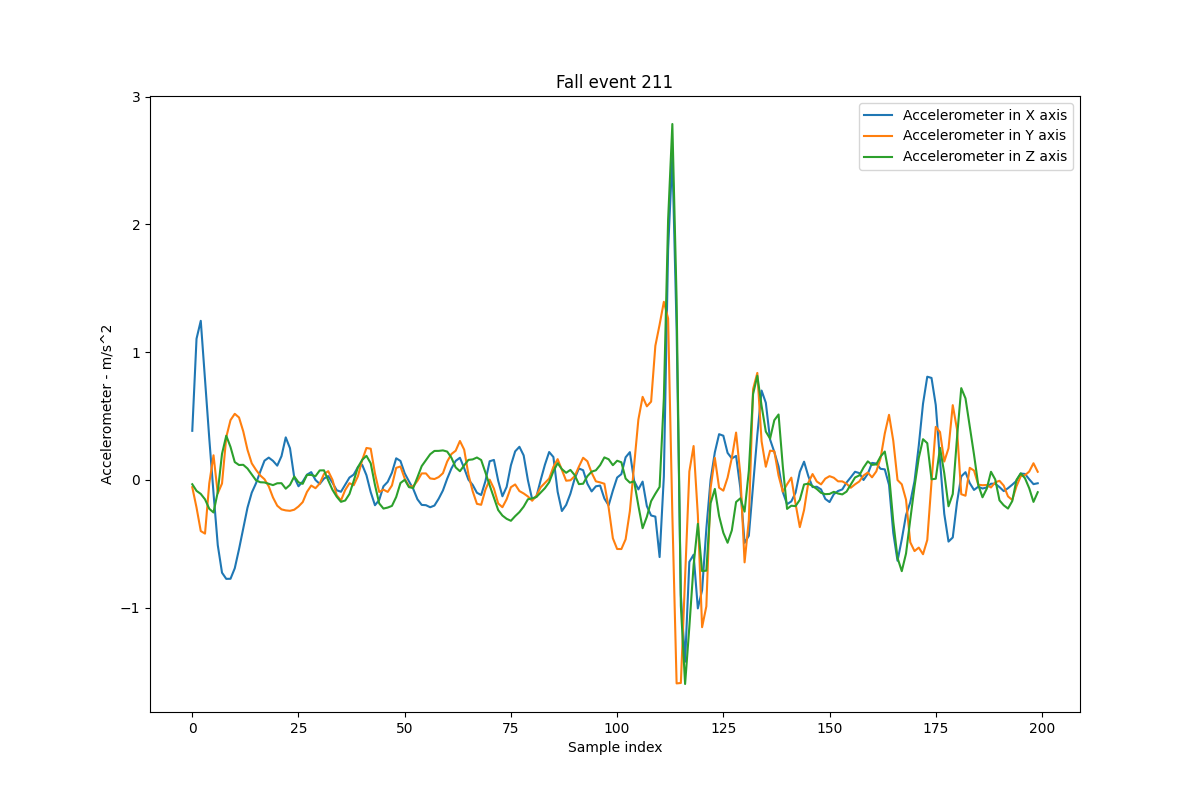 Fall event 211
Accelerometer in X axis
Accelerometer in Y axis
Accelerometer in Z axis
3
2
1
0
−1
Accelerometer - m/s^2
0 25 50 75 100 125 150 175 200
Sample index